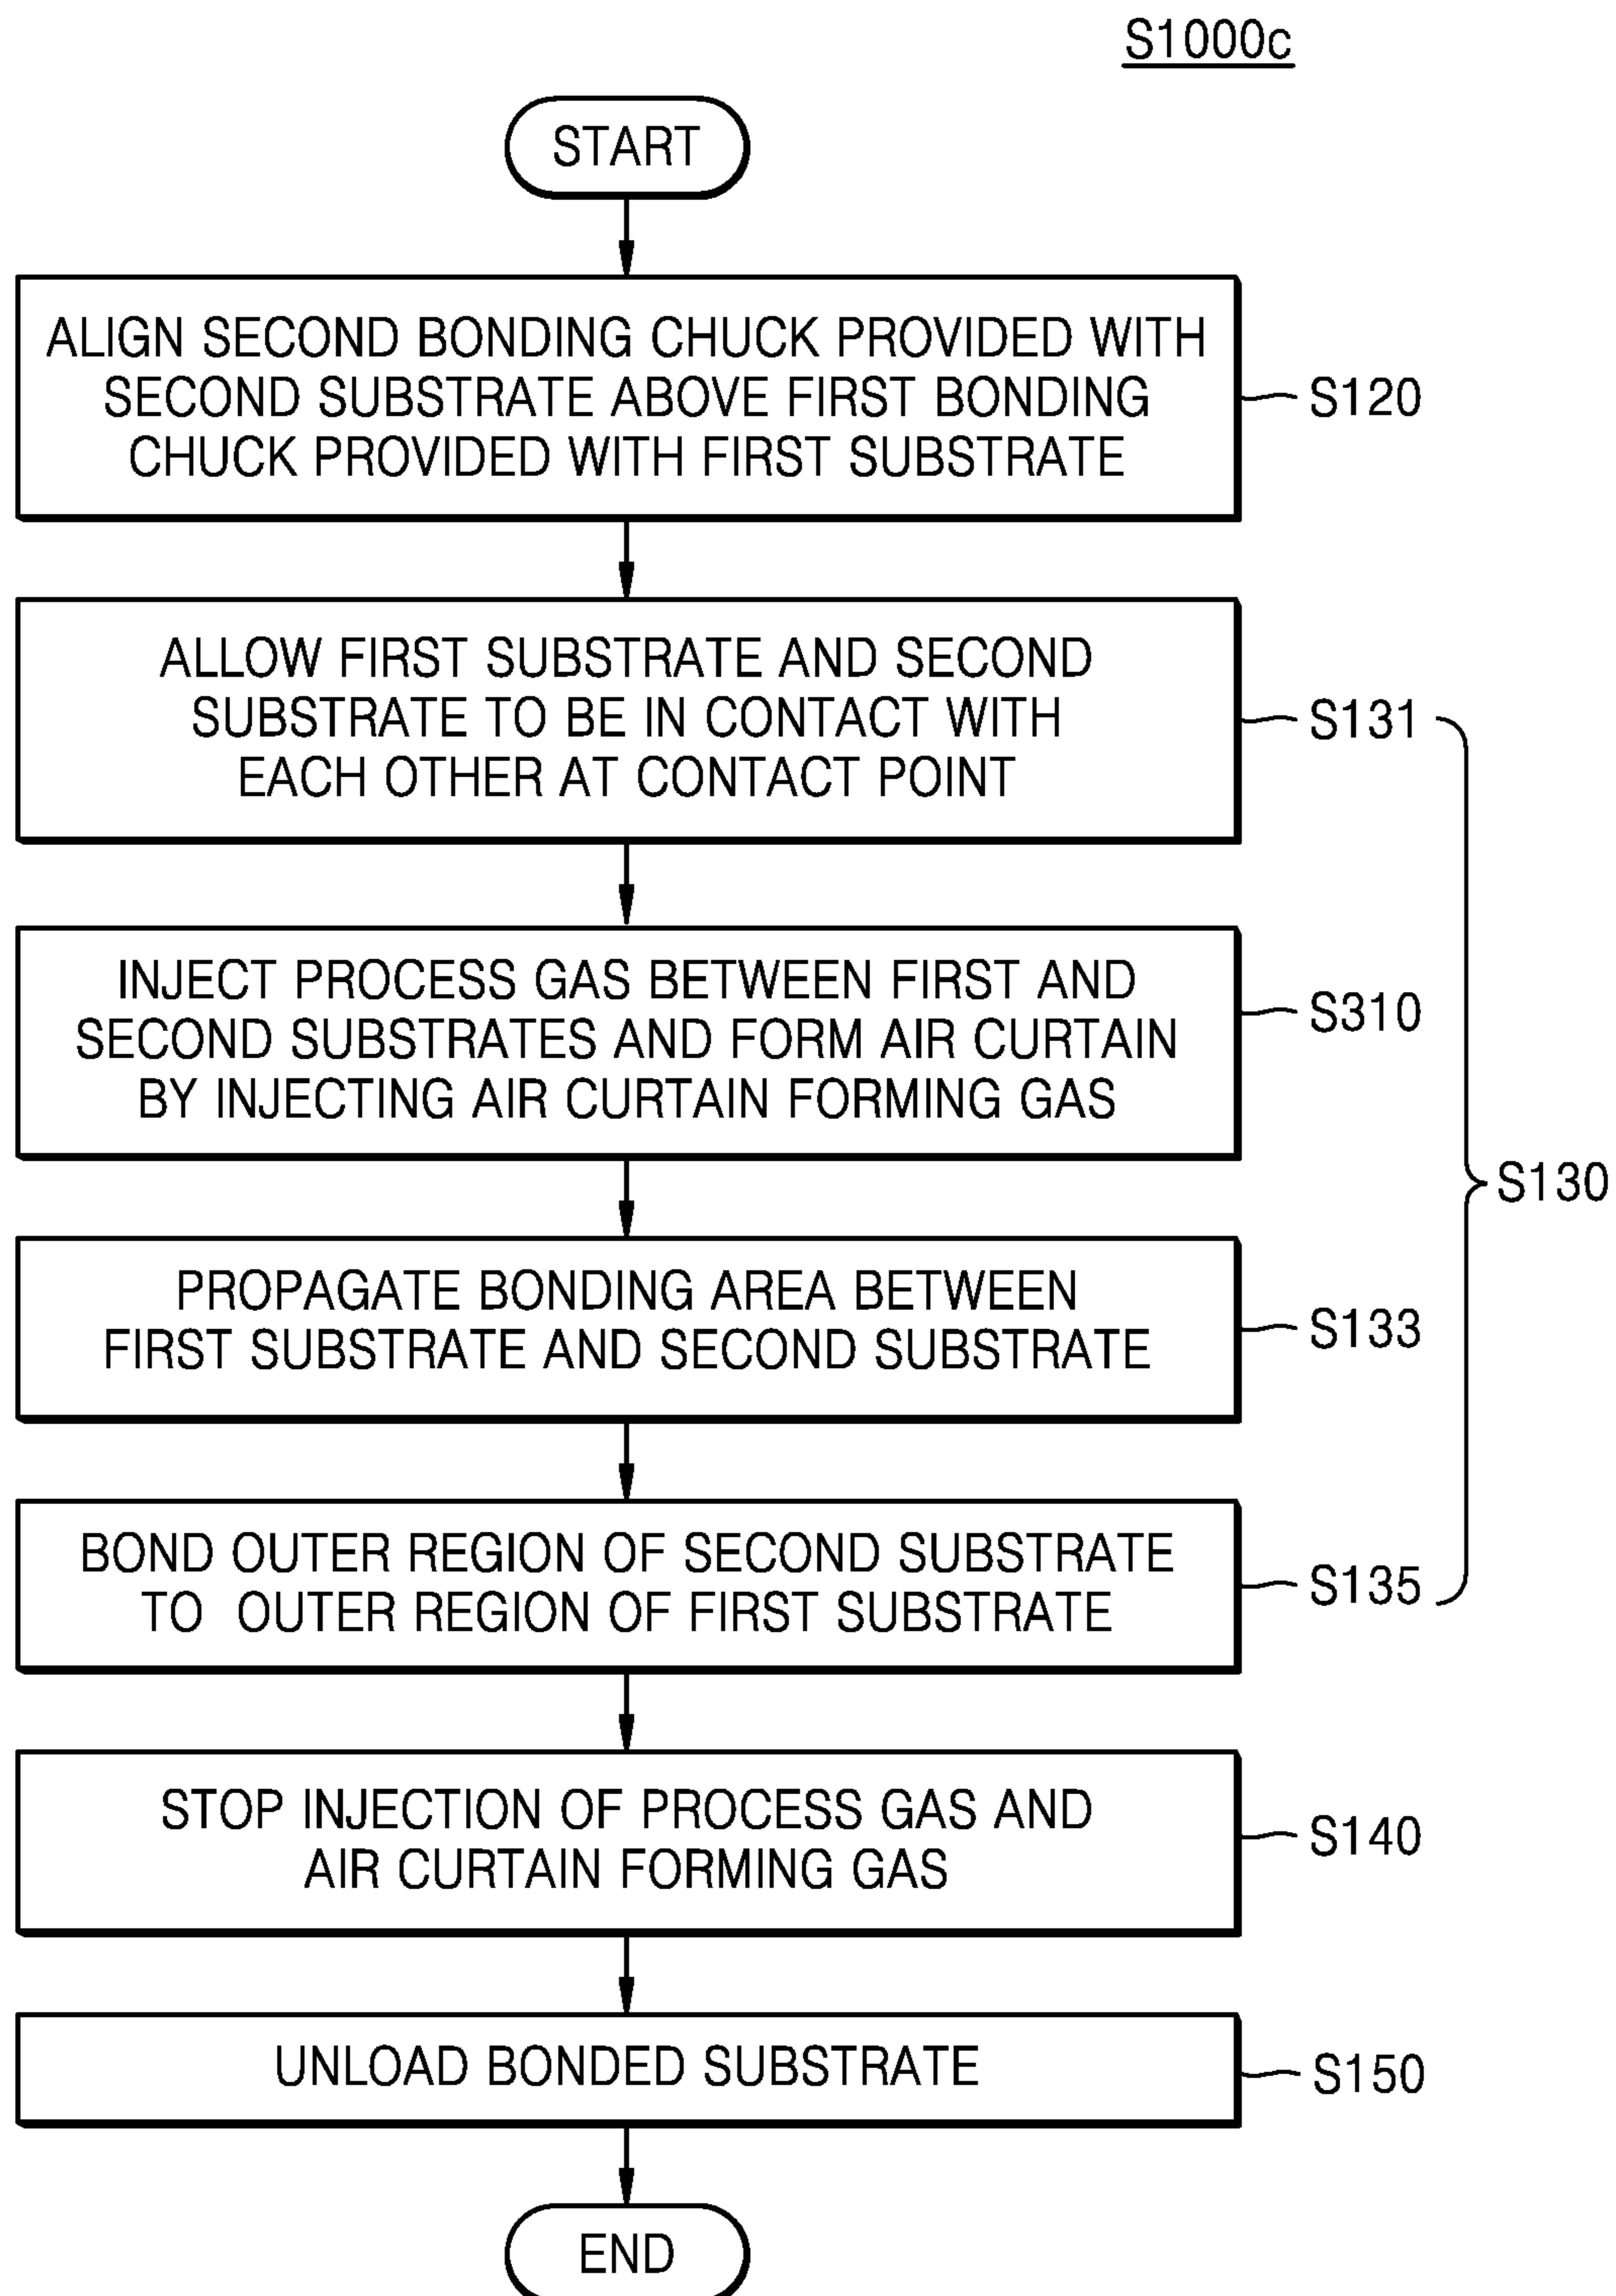 S1000c
START
ALIGN SECOND BONDING CHUCK PROVIDED WITH
SECOND SUBSTRATE ABOVE FIRST BONDING
CHUCK PROVIDED WITH FIRST SUBSTRATE
S120
ALLOW FIRST SUBSTRATE AND SECOND
SUBSTRATE TO BE IN CONTACT WITH
EACH OTHER AT CONTACT POINT
S131
INJECT PROCESS GAS BETWEEN FIRST AND
SECOND SUBSTRATES AND FORM AIR CURTAIN
BY INJECTING AIR CURTAIN FORMING GAS
S310
S130
PROPAGATE BONDING AREA BETWEEN
FIRST SUBSTRATE AND SECOND SUBSTRATE
S133
BOND OUTER REGION OF SECOND SUBSTRATE
TO OUTER REGION OF FIRST SUBSTRATE
S135
STOP INJECTION OF PROCESS GAS AND
AIR CURTAIN FORMING GAS
S140
UNLOAD BONDED SUBSTRATE
S150
END